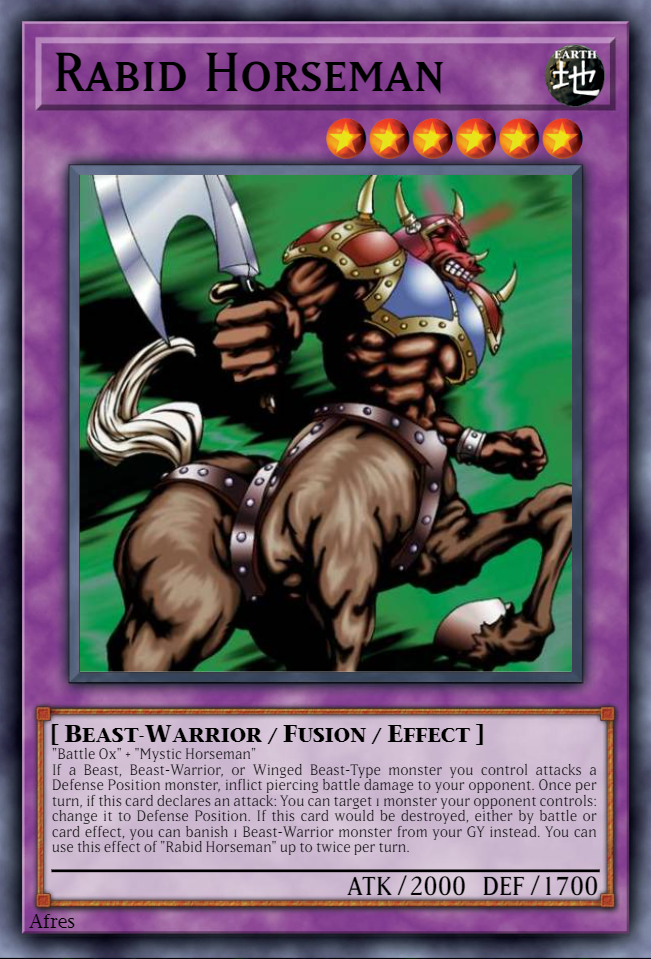 Rabid Horseman
EARTH
地
[ Beast-Warrior / Fusion / Effect ]
"Battle Ox" + "Mystic Horseman"
If a Beast, Beast-Warrior, or Winged Beast-Type monster you control attacks a
Defense Position monster, inflict piercing battle damage to your opponent. Once per
turn, if this card declares an attack: You can target 1 monster your opponent controls:
change it to Defense Position. If this card would be destroyed, either by battle or
card effect, you can banish 1 Beast-Warrior monster from your GY instead. You can
use this effect of "Rabid Horseman" up to twice per turn.
ATK / 2000 DEF / 1700
Afres